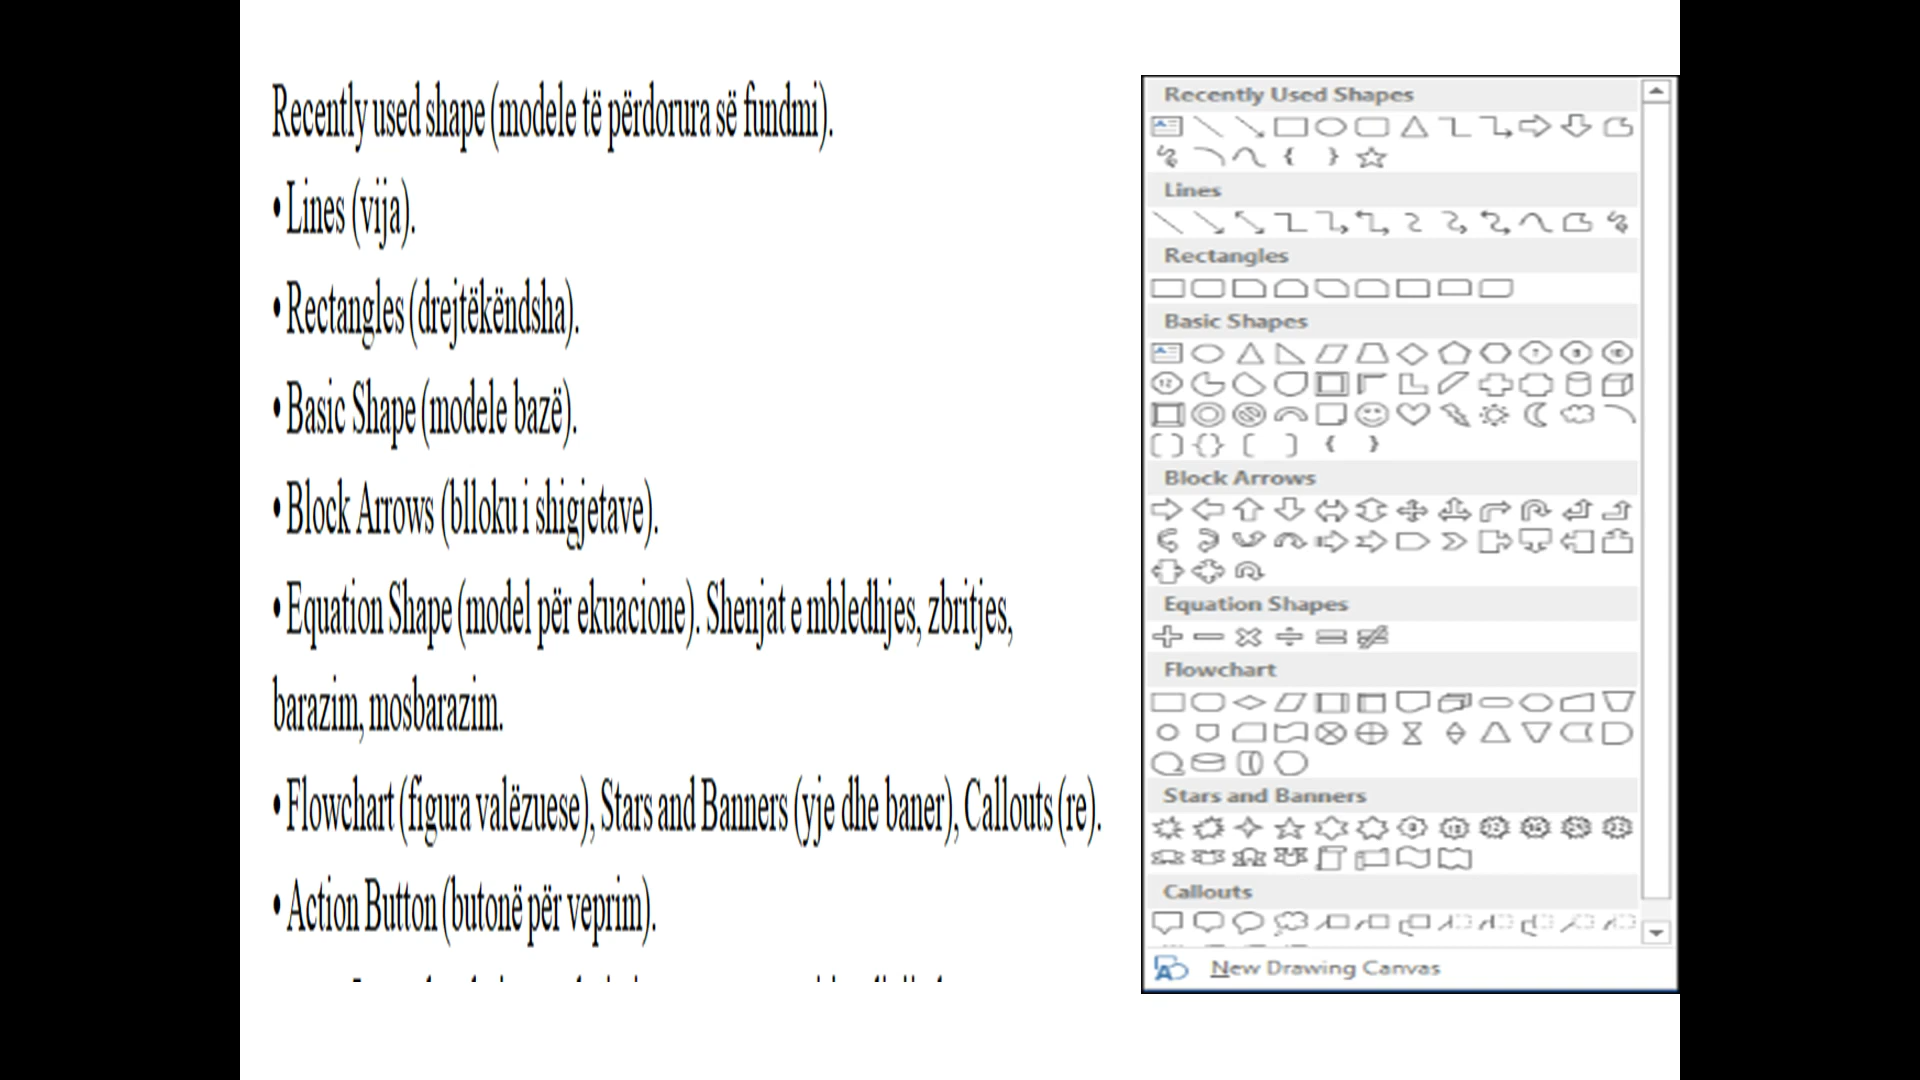 Recently used shape (modele të përdorura së fundmi).
• Lines (vija).
• Rectangles (drejtëkëndsha).
• Basic Shape (modele bazë).
• Block Arrows (blloku i shigjetave).
• Equation Shape (model për ekuacione). Shenjat e mbledhjes, zbritjes,
barazim, mosbarazim.
• Flowchart (figura valëzuese), Stars and Banners (yje dhe baner), Callouts (re).
• Action Button (butonë për veprim).
Recently Used Shapes
Lines
Rectangles
Basic Shapes
Block Arrows
Equation Shapes
Flowchart
Stars and Banners
Callouts
New Drawing Canvas